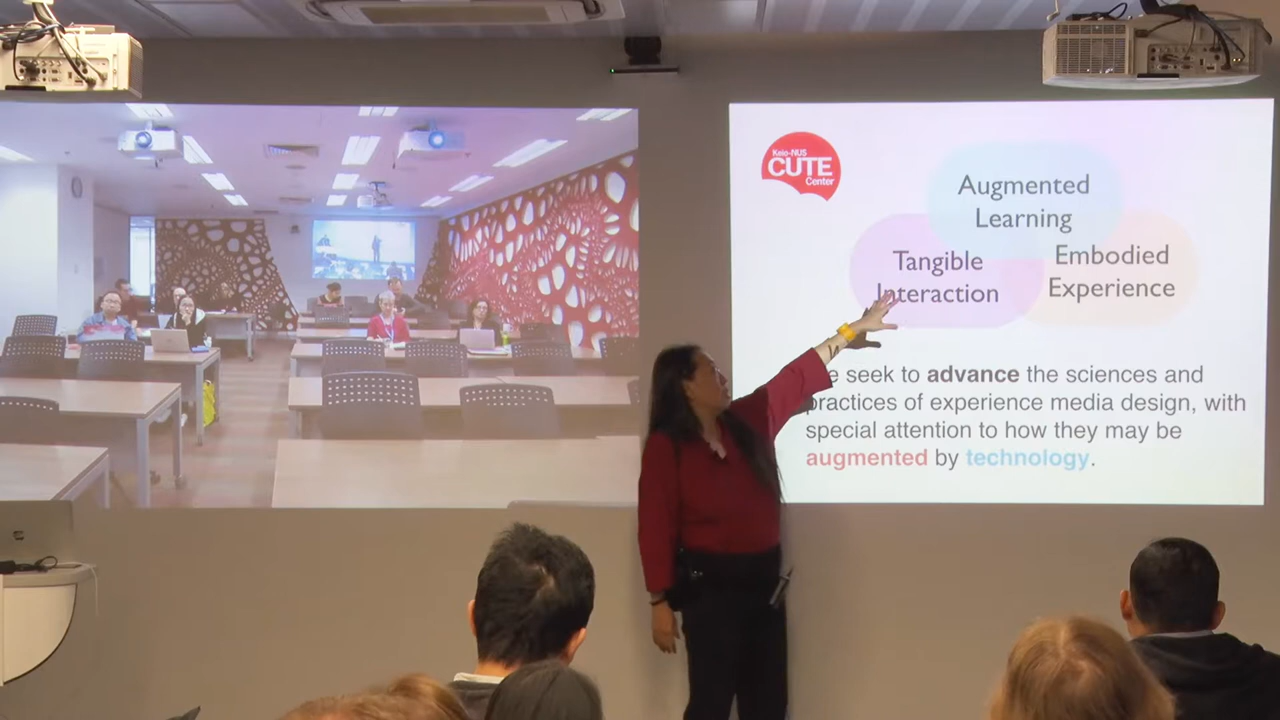 Keio-NUS
CUTE
Center
Augmented
Learning
Tangible
Interaction
Embodied
Experience
e seek to advance the sciences and
practices of experience media design, with
special attention to how they may be
augmented by technology.